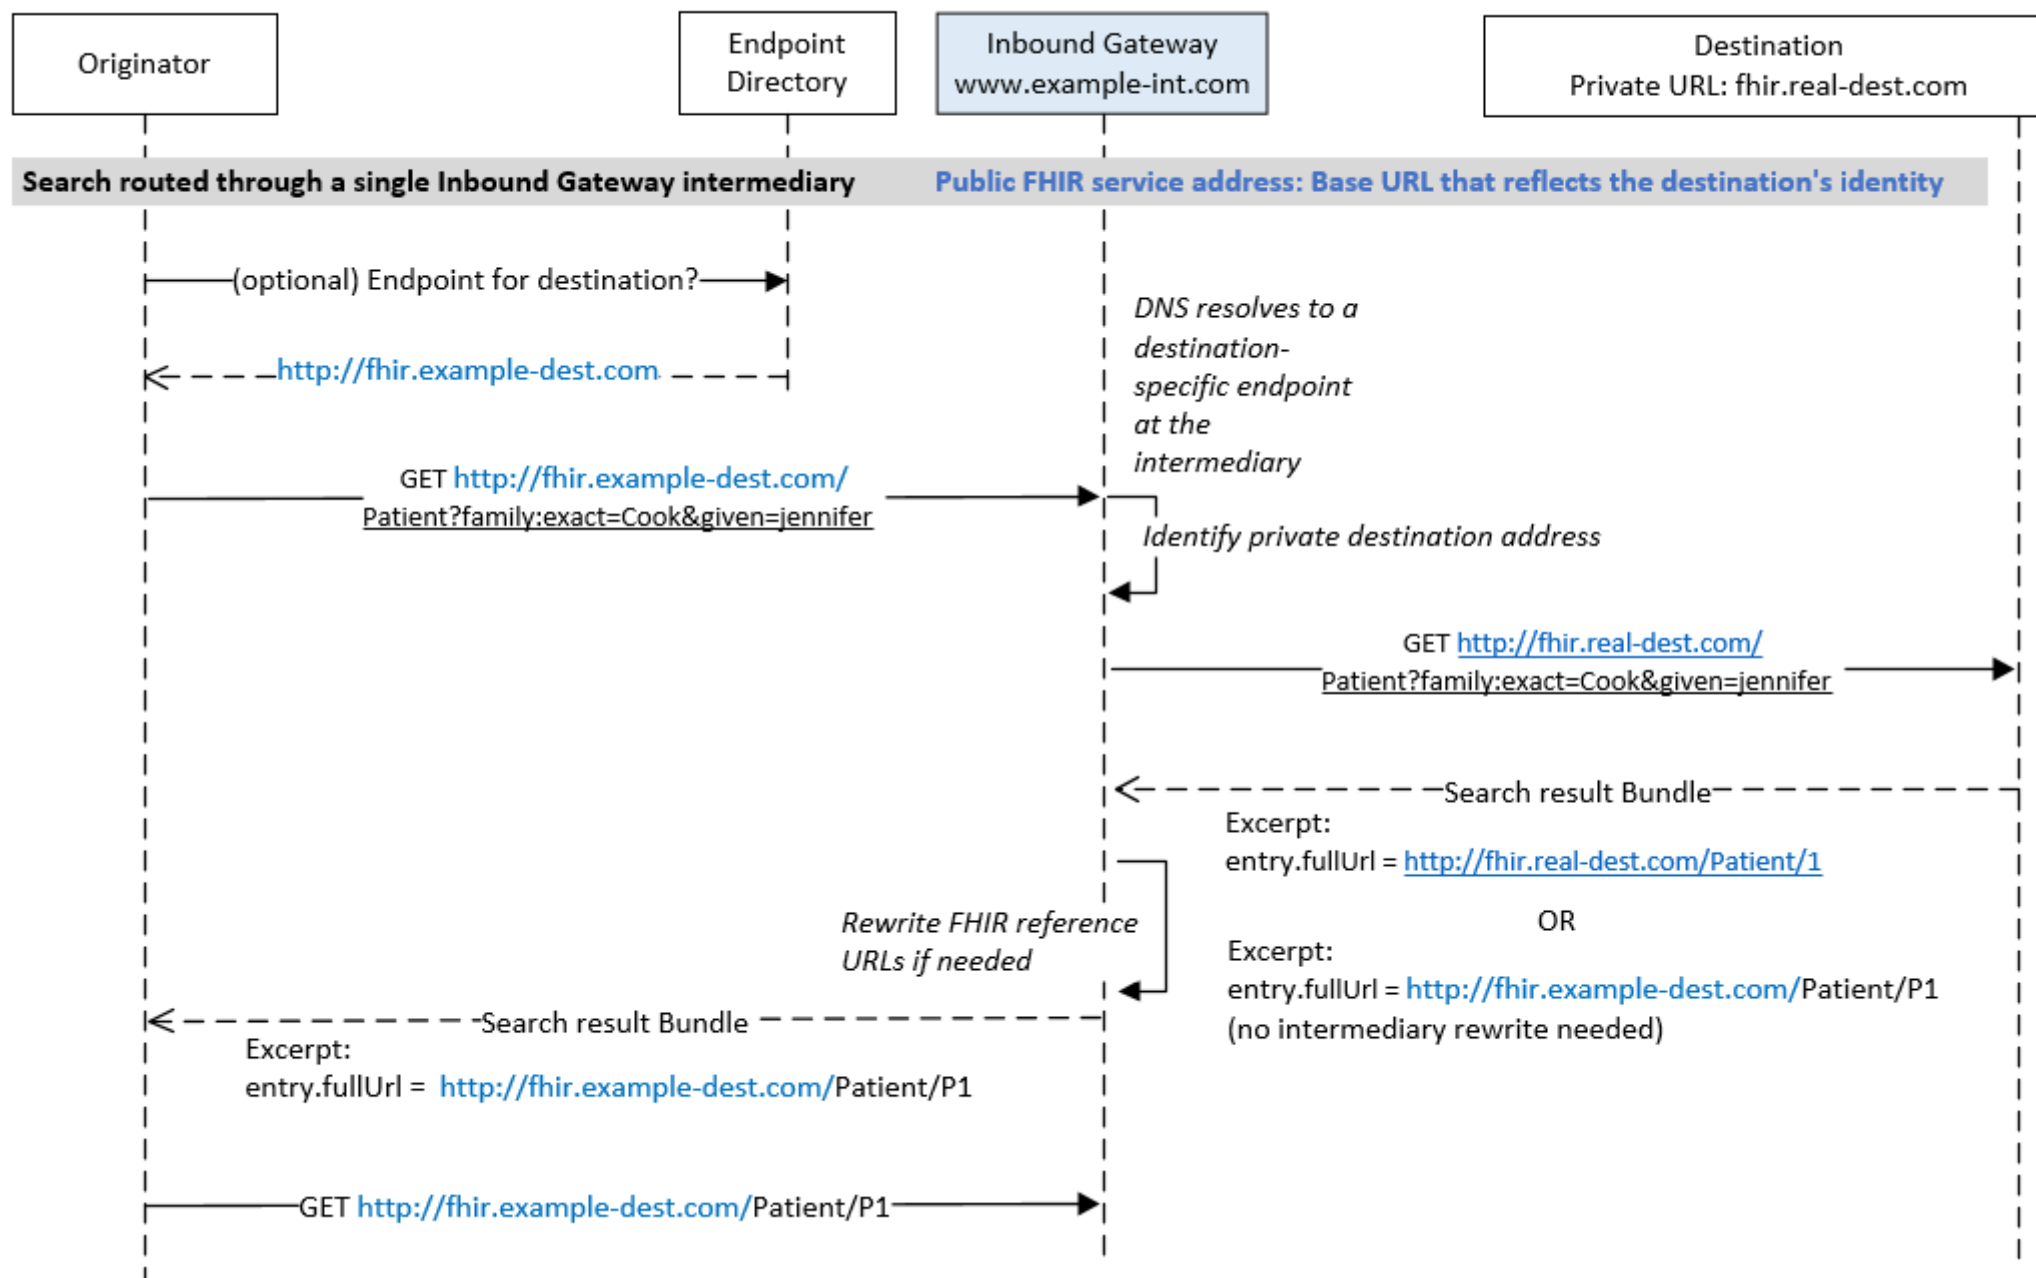 Originator
Endpoint
Directory
Inbound Gateway
www.example-int.com
Destination
Private URL: fhir.real-dest.com
Search routed through a single Inbound Gateway intermediary
Public FHIR service address: Base URL that reflects the destination's identity
(optional) Endpoint for destination?
http://fhir.example-dest.com
DNS resolves to a
destination-
specific endpoint
at the
intermediary
GET http://fhir.example-dest.com/
Patient?family:exact=Cook&given=jennifer
Identify private destination address
GET http://fhir.real-dest.com/
Patient?family:exact=Cook&given=jennifer
Search result Bundle
Excerpt:
entry.fullUrl = http://fhir.real-dest.com/Patient/1
OR
Excerpt:
entry.fullUrl = http://fhir.example-dest.com/Patient/P1
(no intermediary rewrite needed)
Rewrite FHIR reference
URLs if needed
Search result Bundle
Excerpt:
entry.fullUrl = http://fhir.example-dest.com/Patient/P1
GET http://fhir.example-dest.com/Patient/P1